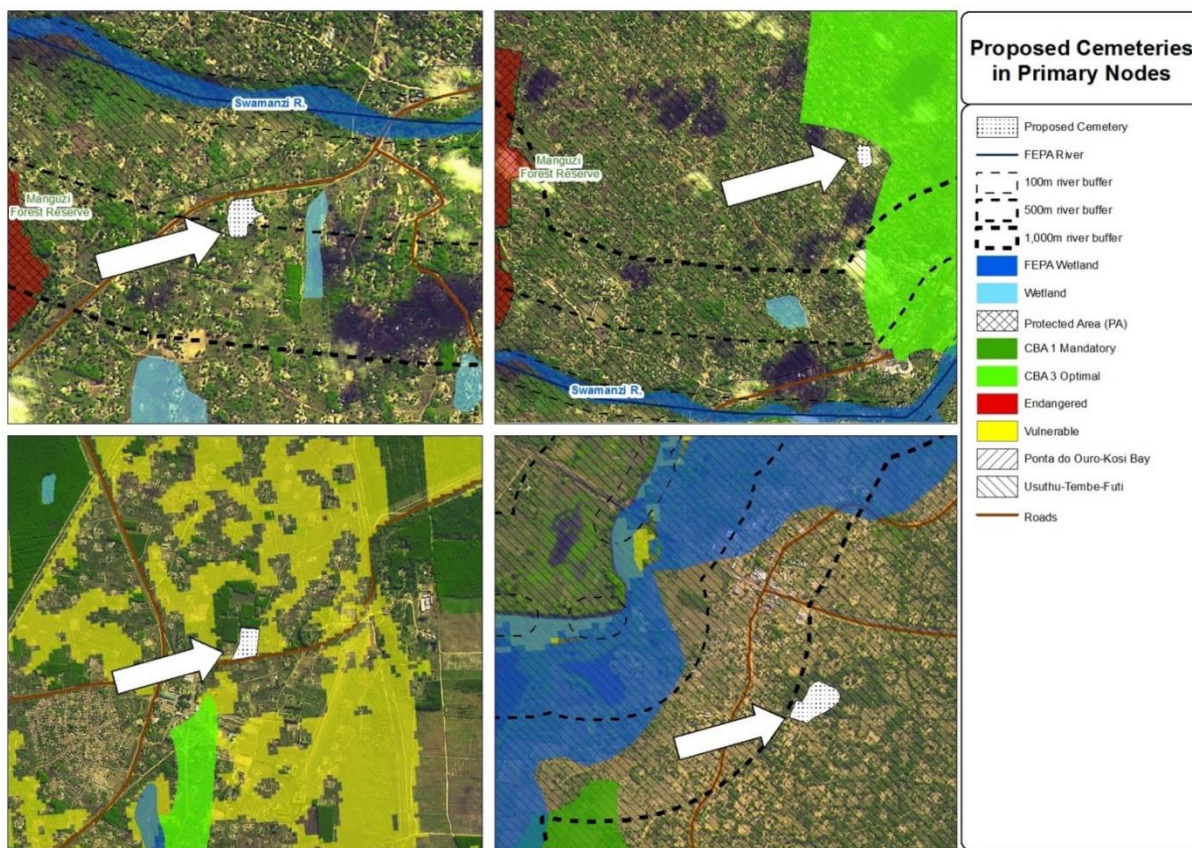 Swamanzi R.
Manguzi
Forest Reserve
Manguzi
Forest Reserve
Swamanzi R.
Proposed Cemeteries
in Primary Nodes
Proposed Cemetery
FEPA River
100m river buffer
500m river buffer
1,000m river buffer
FEPA Wetland
Wetland
Protected Area (PA)
CBA 1 Mandatory
CBA 3 Optimal
Endangered
Vulnerable
Ponta do Ouro-Kosi Bay
Usuthu-Tembe-Futi
Roads